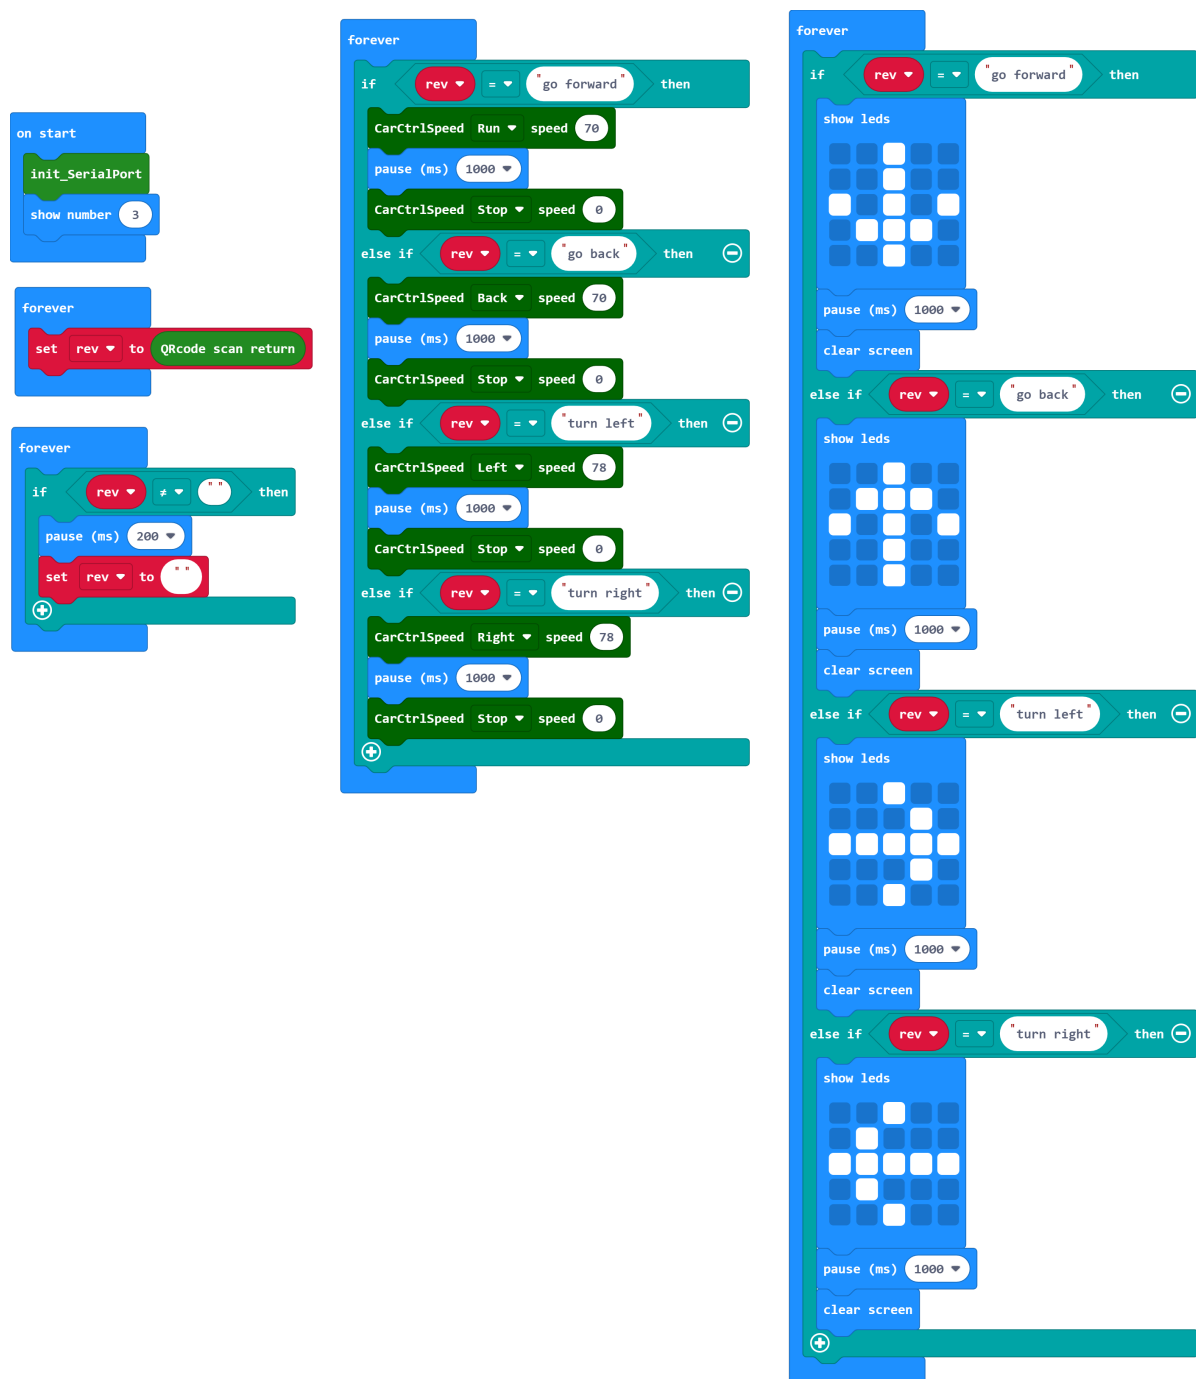 on start
init_SerialPort
show number 3
forever
set rev to QRcode scan return
forever
if rev ≠ " " then
pause (ms) 200
set rev to " "
forever
if rev = "go forward" then
CarCtrlSpeed Run speed 70
pause (ms) 1000
CarCtrlSpeed Stop speed 0
else if rev = "go back" then
CarCtrlSpeed Back speed 70
pause (ms) 1000
CarCtrlSpeed Stop speed 0
else if rev = "turn left" then
CarCtrlSpeed Left speed 78
pause (ms) 1000
CarCtrlSpeed Stop speed 0
else if rev = "turn right" then
CarCtrlSpeed Right speed 78
pause (ms) 1000
CarCtrlSpeed Stop speed 0
forever
if rev = "go forward" then
show leds
pause (ms) 1000
clear screen
else if rev = "go back" then
show leds
pause (ms) 1000
clear screen
else if rev = "turn left" then
show leds
pause (ms) 1000
clear screen
else if rev = "turn right" then
show leds
pause (ms) 1000
clear screen